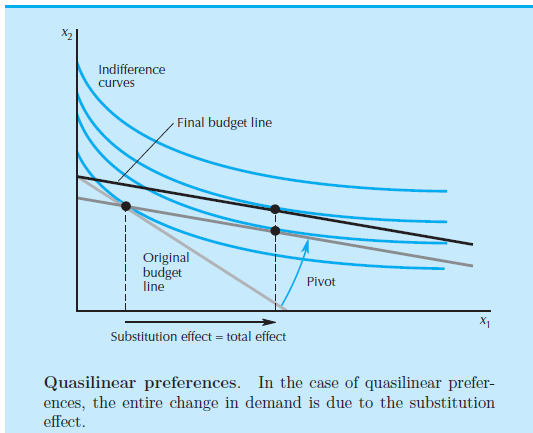 x₂
Indifference
curves
Final budget line
Original
budget
line
Pivot
x₁
Substitution effect = total effect
Quasilinear preferences. In the case of quasilinear prefer-
ences, the entire change in demand is due to the substitution
effect.